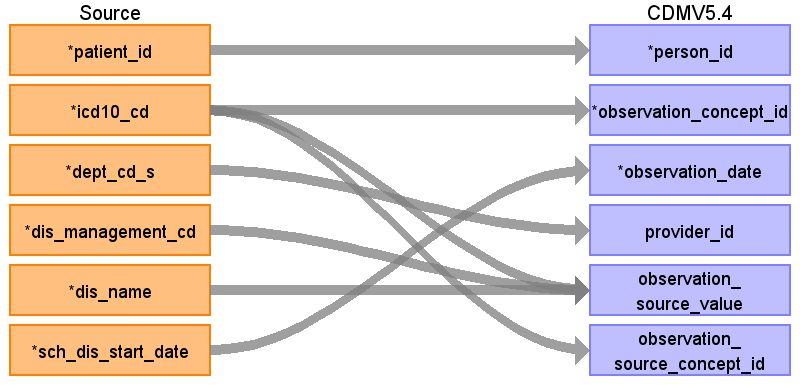 Source
CDMV5.4
*patient_id
*person_id
*icd10_cd
*observation_concept_id
*dept_cd_s
*observation_date
*dis_management_cd
provider_id
*dis_name
observation_
source_value
*sch_dis_start_date
observation_
source_concept_id